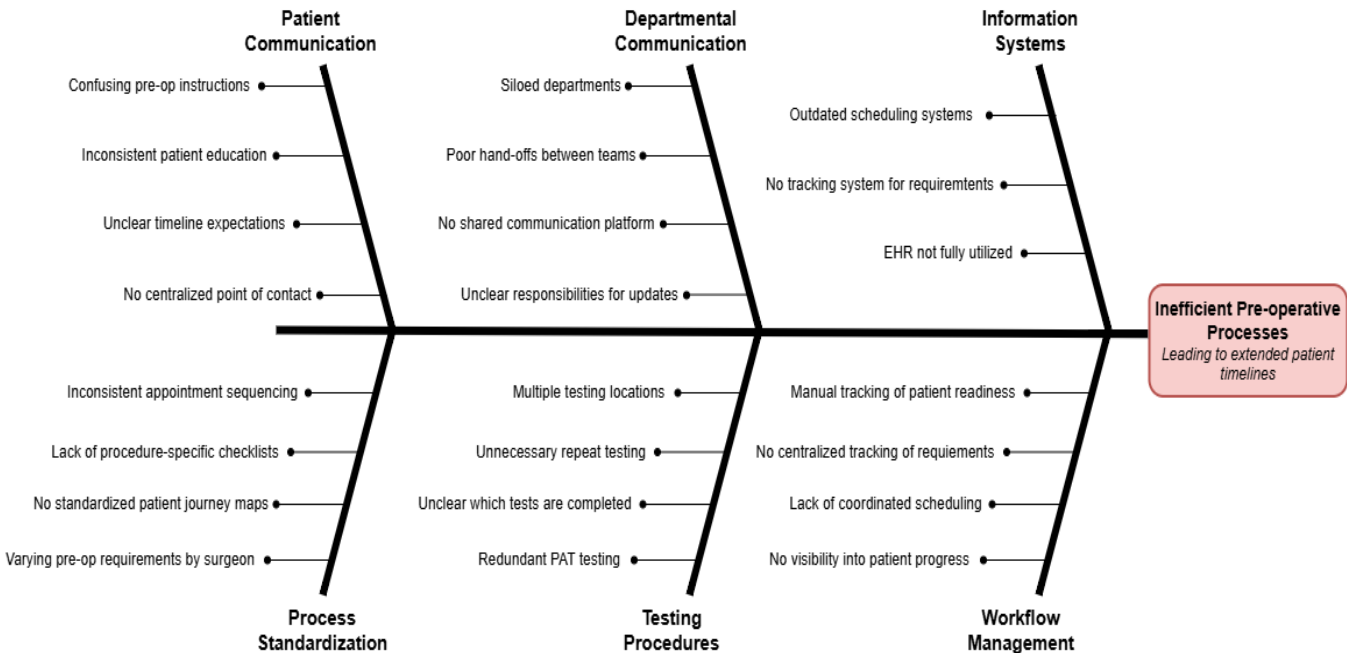 Patient
Communication
Departmental
Communication
Information
Systems
Confusing pre-op instructions
Inconsistent patient education
Unclear timeline expectations
No centralized point of contact
Siloed departments
Poor hand-offs between teams
No shared communication platform
Unclear responsibilities for updates
Outdated scheduling systems
No tracking system for requiremtents
EHR not fully utilized
Inefficient Pre-operative
Processes
Leading to extended patient
timelines
Inconsistent appointment sequencing
Lack of procedure-specific checklists
No standardized patient journey maps
Varying pre-op requirements by surgeon
Multiple testing locations
Unnecessary repeat testing
Unclear which tests are completed
Redundant PAT testing
Manual tracking of patient readiness
No centralized tracking of requiements
Lack of coordinated scheduling
No visibility into patient progress
Process
Standardization
Testing
Procedures
Workflow
Management